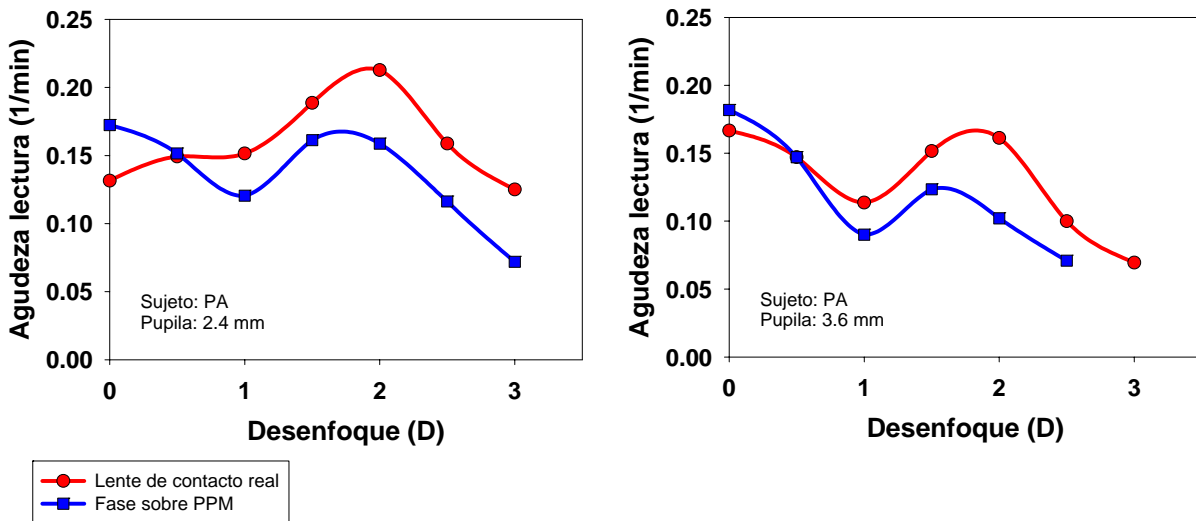 Agudeza lectura (1/min)
0.25
0.20
0.15
0.10
0.05
0.00
Sujeto: PA
Pupila: 2.4 mm
0 1 2 3
Desenfoque (D)
Agudeza lectura (1/min)
0.25
0.20
0.15
0.10
0.05
0.00
Sujeto: PA
Pupila: 3.6 mm
0 1 2 3
Desenfoque (D)
Lente de contacto real
Fase sobre PPM